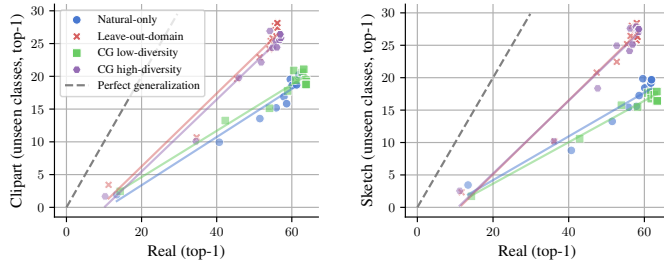 Clipart (unseen classes, top-1)
30
25
20
15
10
5
0
Natural-only
Leave-out-domain
CG low-diversity
CG high-diversity
Perfect generalization
0
20
40
60
Real (top-1)
Sketch (unseen classes, top-1)
30
25
20
15
10
5
0
0
20
40
60
Real (top-1)